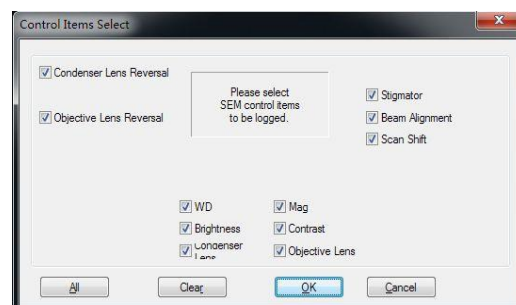 Control Items Select
X
Condenser Lens Reversal
Please select
SEM control items
to be logged.
Objective Lens Reversal
Stigmator
Beam Alignment
Scan Shift
WD
Mag
Brightness
Contrast
Condenser
Lens
Objective Lens
All
Clear
OK
Cancel